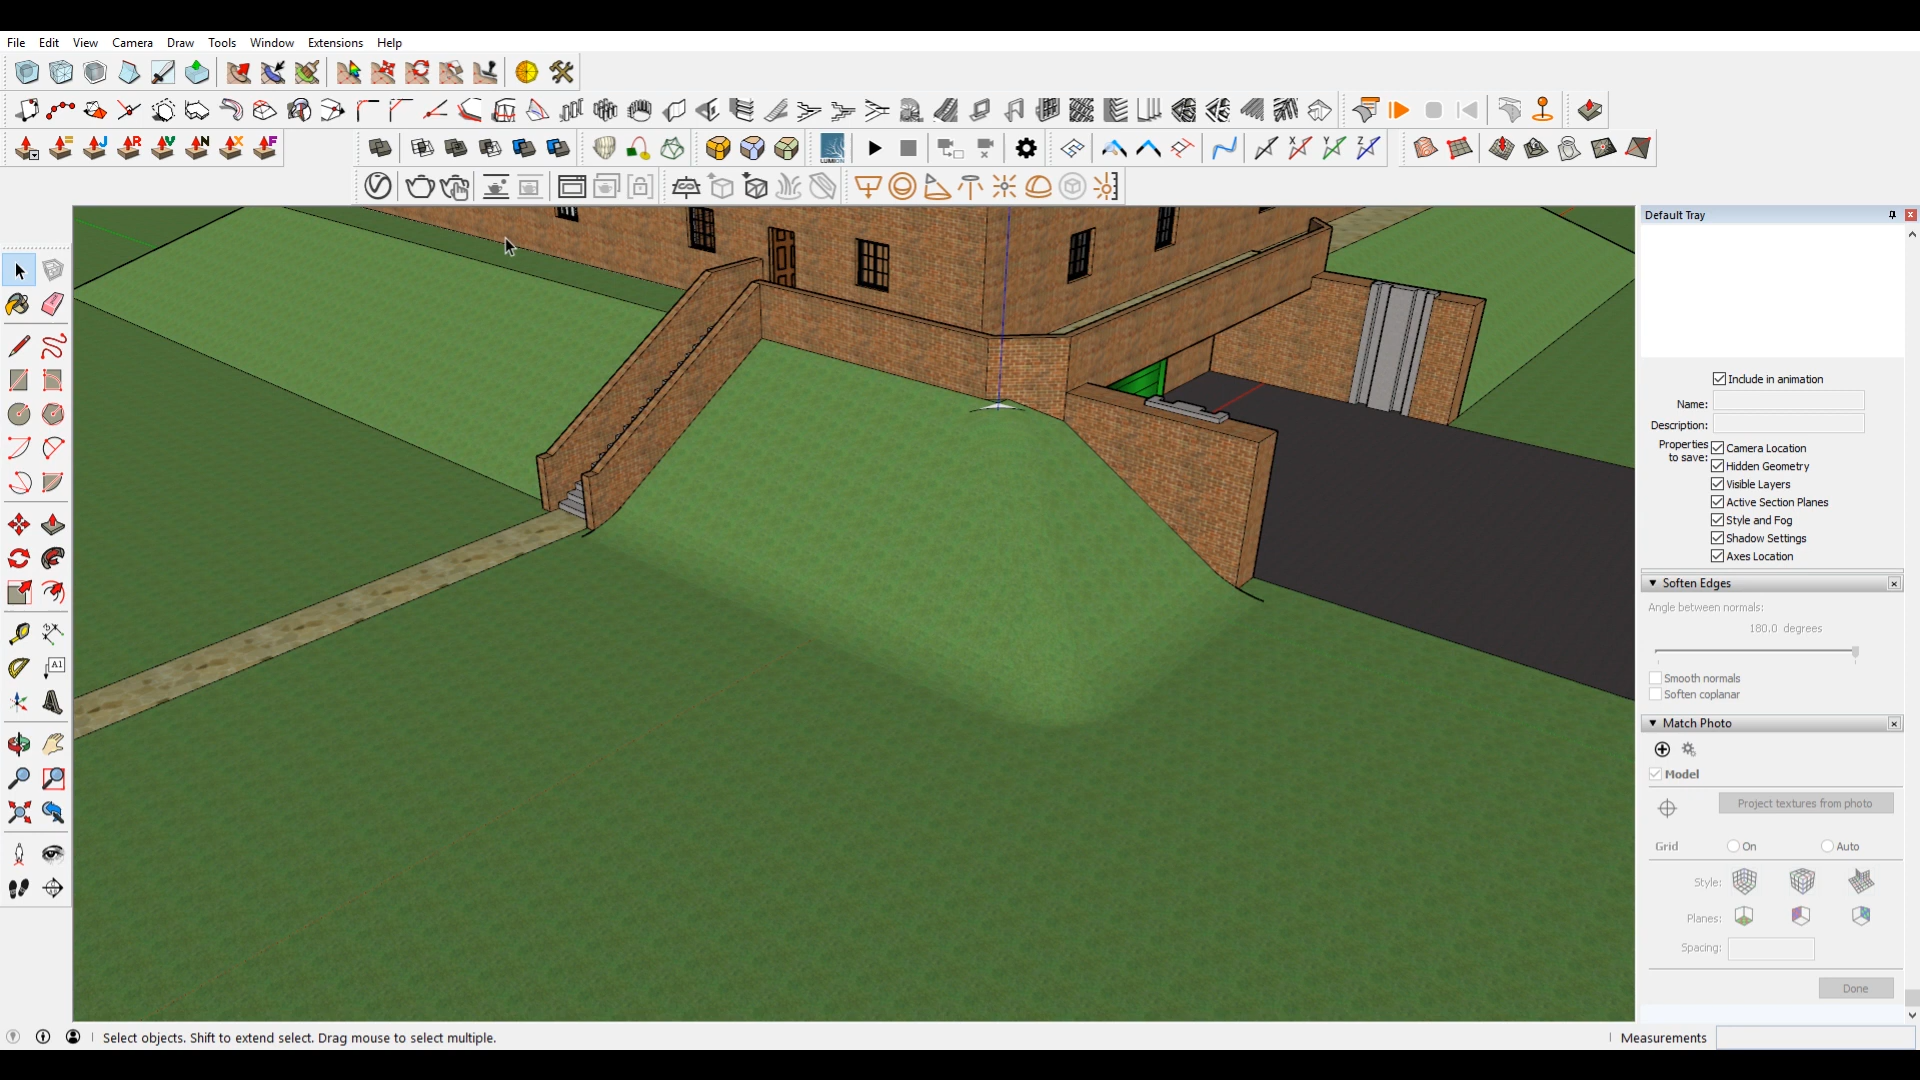 File Edit View Camera Draw Tools Window Extensions Help
J R V N X F
LUMION
X Y Z
Default Tray
Include in animation
Name:
Description:
Properties to save:
Camera Location
Hidden Geometry
Visible Layers
Active Section Planes
Style and Fog
Shadow Settings
Axes Location
Soften Edges
Angle between normals:
180.0 degrees
Smooth normals
Soften coplanar
Match Photo
Model
Project textures from photo
Grid On Auto
Style:
Planes:
Spacing:
Done
A1
Select objects. Shift to extend select. Drag mouse to select multiple.
Measurements